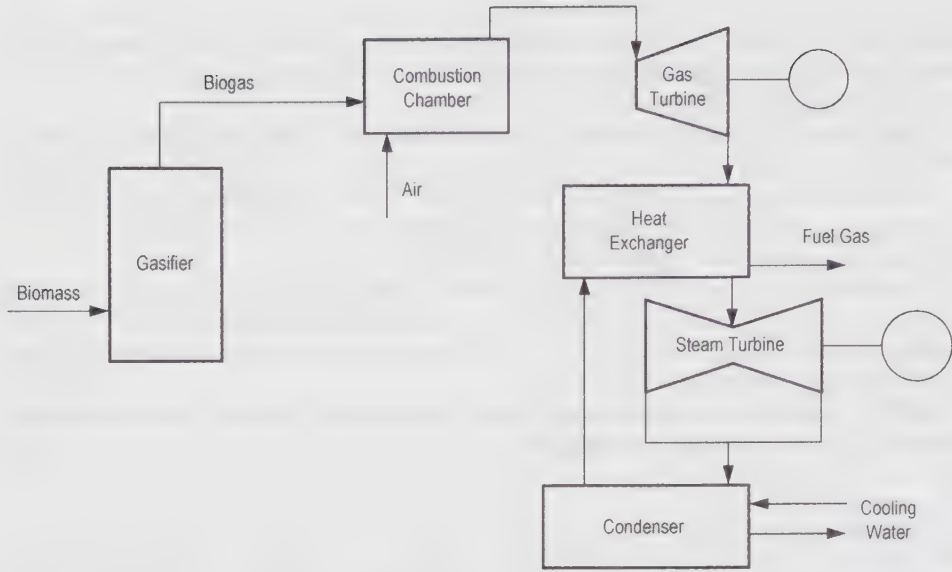 Biogas
Combustion
Chamber
Gas
Turbine
Air
Heat
Exchanger
Fuel Gas
Gasifier
Biomass
Steam Turbine
Condenser
Cooling
Water